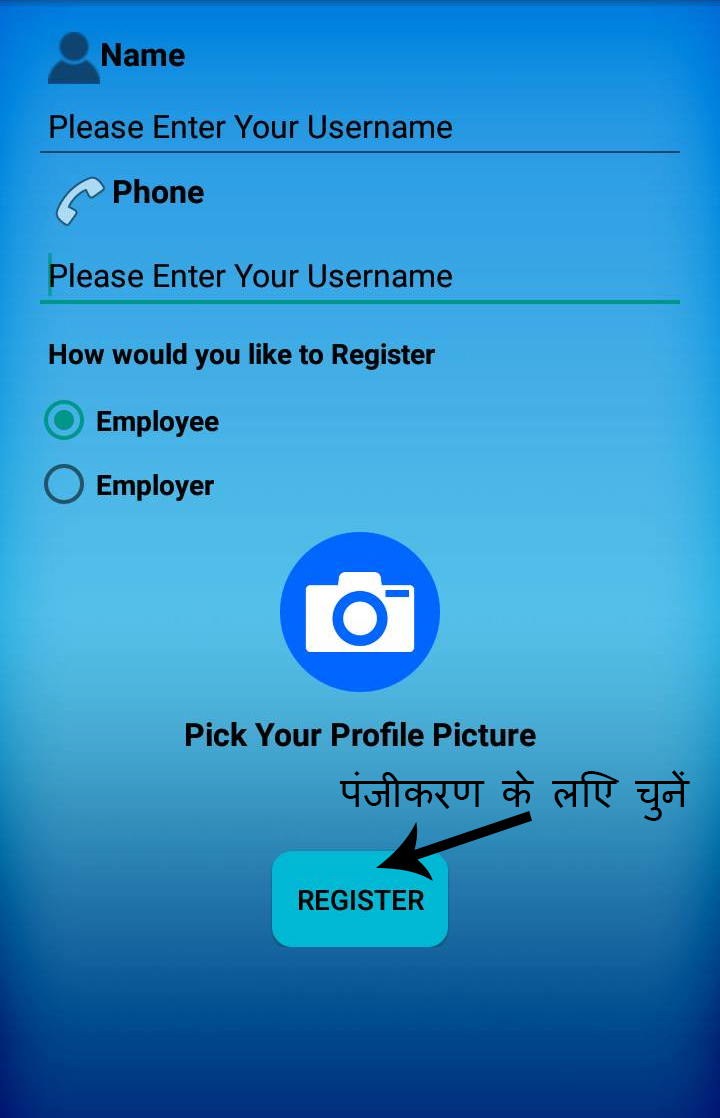 Name
Please Enter Your Username
Phone
Please Enter Your Username
How would you like to Register
Employee
Employer
Pick Your Profile Picture
पंजीकरण के लिए चुनें
REGISTER